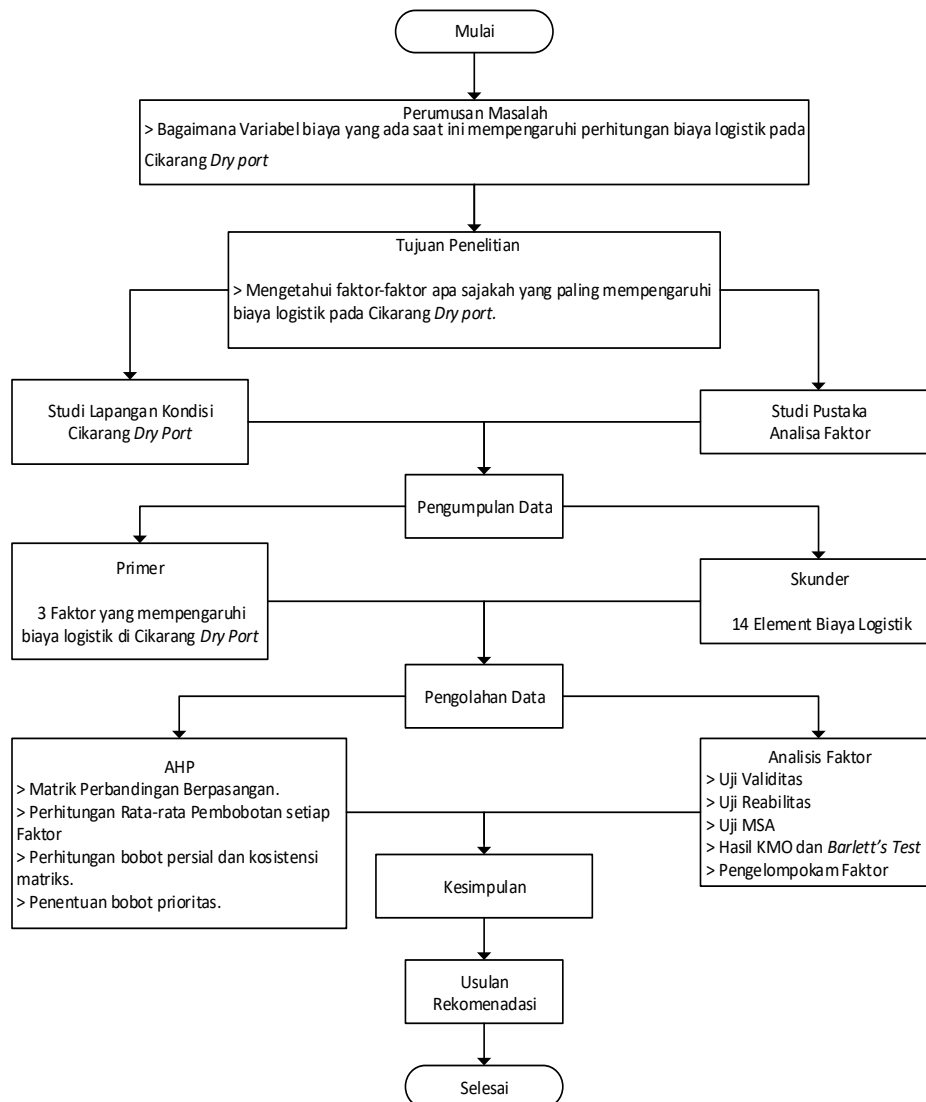 Mulai
Perumusan Masalah
> Bagaimana Variabel biaya yang ada saat ini mempengaruhi perhitungan biaya logistik pada
Cikarang Dry port
Tujuan Penelitian
> Mengetahui faktor-faktor apa sajakah yang paling mempengaruhi
biaya logistik pada Cikarang Dry port.
Studi Lapangan Kondisi
Cikarang Dry Port
Studi Pustaka
Analisa Faktor
Pengumpulan Data
Primer
3 Faktor yang mempengaruhi
biaya logistik di Cikarang Dry Port
Skunder
14 Element Biaya Logistik
Pengolahan Data
AHP
> Matrik Perbandingan Berpasangan.
> Perhitungan Rata-rata Pembobotan setiap
Faktor
> Perhitungan bobot persial dan kosistensi
matriks.
> Penentuan bobot prioritas.
Analisis Faktor
> Uji Validitas
> Uji Reabilitas
> Uji MSA
> Hasil KMO dan Barlett’s Test
> Pengelompokam Faktor
Kesimpulan
Usulan
Rekomenadasi
Selesai